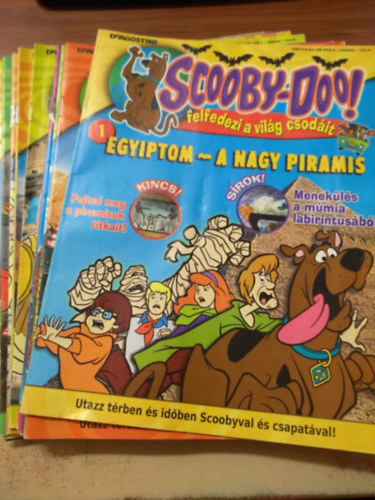 DeAGOSTINI
SCOOBY-DOO!
felfedezi a világ csodáit
1
EGYIPTOM – A NAGY PIRAMIS
KINCS!
Fejtsd meg
a piramisok
titkait!
SÍROK!
Menekülés
a múmia
labirintusából
Utazz térben és időben Scoobyval és csapatával!